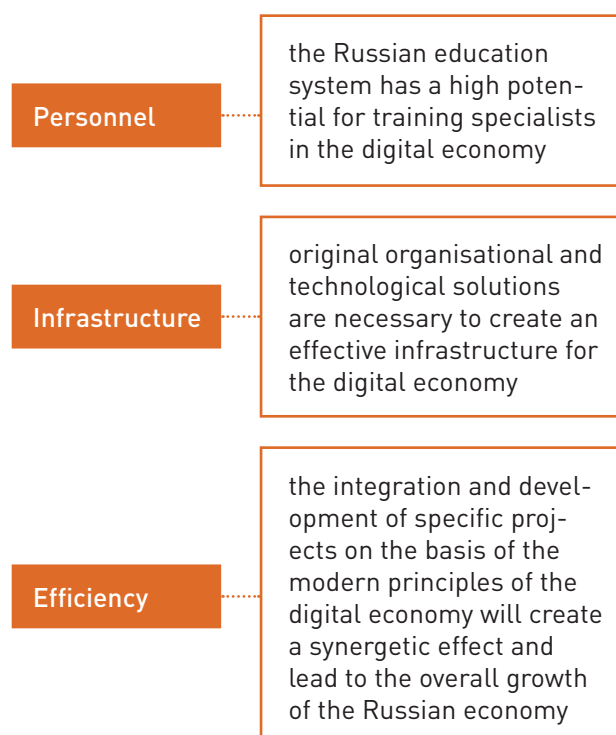 Personnel
the Russian education
system has a high poten-
tial for training specialists
in the digital economy
Infrastructure
original organisational and
technological solutions
are necessary to create an
effective infrastructure for
the digital economy
Efficiency
the integration and devel-
opment of specific proj-
ects on the basis of the
modern principles of the
digital economy will create
a synergetic effect and
lead to the overall growth
of the Russian economy